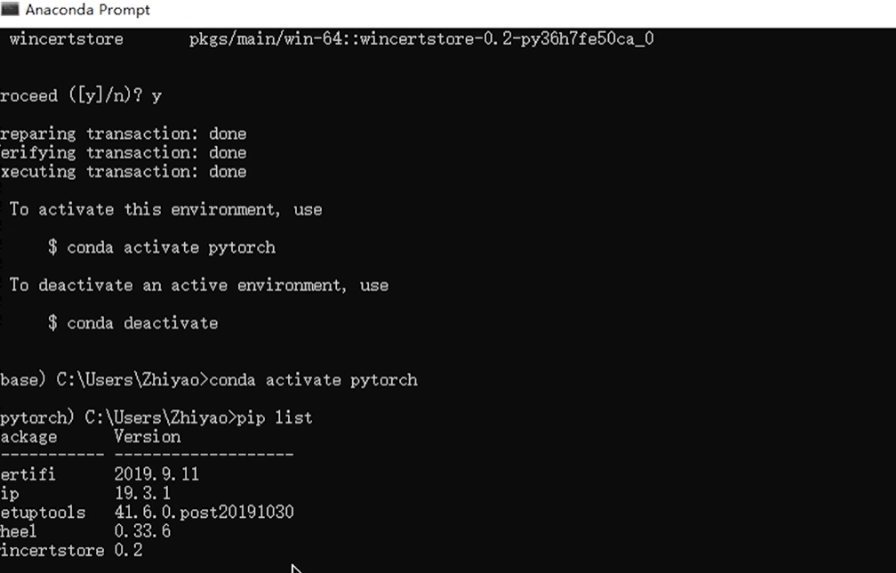 Anaconda Prompt
wincertstore pkgs/main/win-64::wincertstore-0.2-py36h7fe50ca_0
roceed ([y]/n)? y
reparing transaction: done
erifying transaction: done
xecuting transaction: done
To activate this environment, use
$ conda activate pytorch
To deactivate an active environment, use
$ conda deactivate
base) C:\Users\Zhiyao>conda activate pytorch
pytorch) C:\Users\Zhiyao>pip list
ackage Version
----------- -------------------
ertifi 2019.9.11
ip 19.3.1
etuptools 41.6.0.post20191030
heel 0.33.6
incertstore 0.2